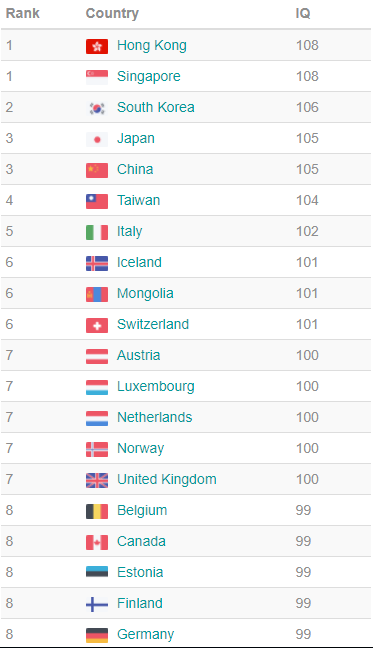 Rank Country IQ
1 Hong Kong 108
1 Singapore 108
2 South Korea 106
3 Japan 105
3 China 105
4 Taiwan 104
5 Italy 102
6 Iceland 101
6 Mongolia 101
6 Switzerland 101
7 Austria 100
7 Luxembourg 100
7 Netherlands 100
7 Norway 100
7 United Kingdom 100
8 Belgium 99
8 Canada 99
8 Estonia 99
8 Finland 99
8 Germany 99